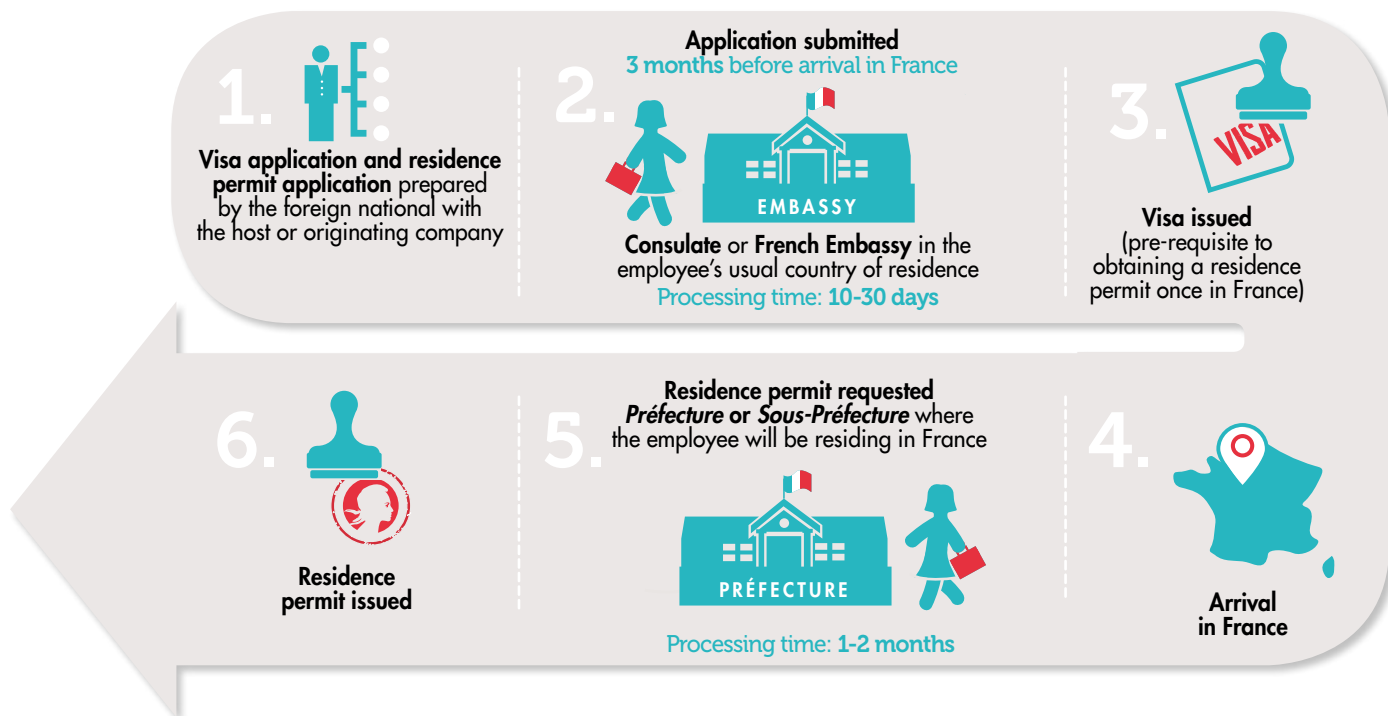 1.
Visa application and residence
permit application prepared
by the foreign national with
the host or originating company
2.
Application submitted
3 months before arrival in France
EMBASSY
Consulate or French Embassy in the
employee's usual country of residence
Processing time: 10-30 days
3.
VISA
Visa issued
(pre-requisite to
obtaining a residence
permit once in France)
4.
Arrival
in France
5.
Residence permit requested
Préfecture or Sous-Préfecture where
the employee will be residing in France
PRÉFECTURE
Processing time: 1-2 months
6.
Residence
permit issued